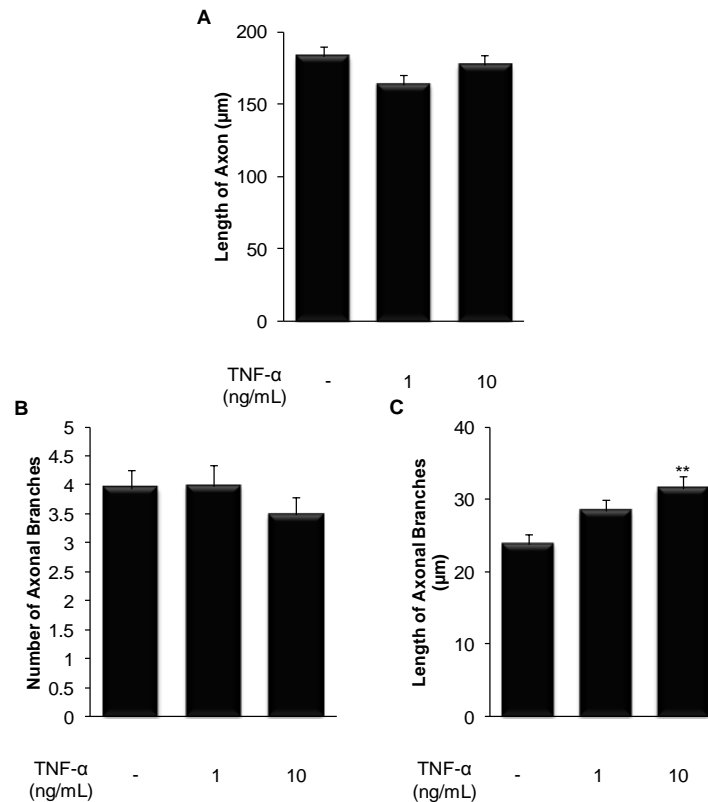 A
Length of Axon (µm)
200
150
100
50
0
TNF-α
(ng/mL)
- 1 10
B
Number of Axonal Branches
5
4.5
4
3.5
3
2.5
2
1.5
1
0.5
0
TNF-α
(ng/mL)
- 1 10
C
Length of Axonal Branches
(µm)
40
30
20
10
0
**
TNF-α
(ng/mL)
- 1 10